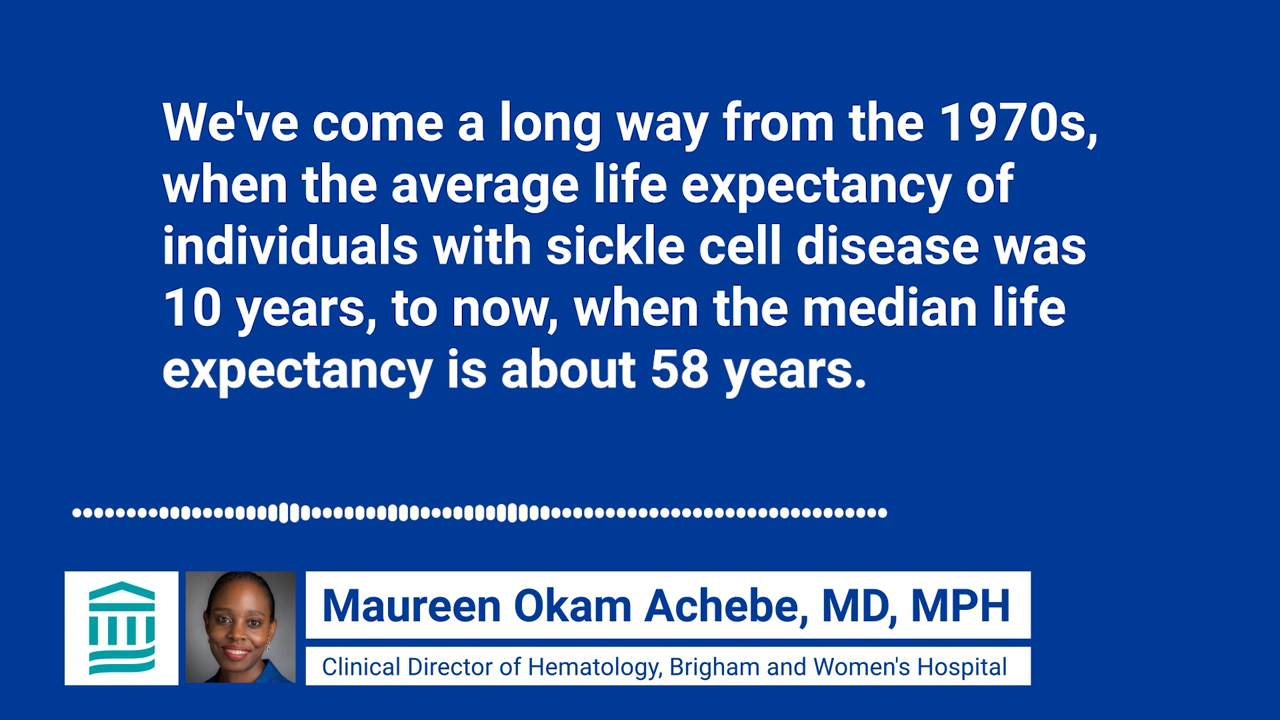 We've come a long way from the 1970s,
when the average life expectancy of
individuals with sickle cell disease was
10 years, to now, when the median life
expectancy is about 58 years.
Maureen Okam Achebe, MD, MPH
Clinical Director of Hematology, Brigham and Women's Hospital